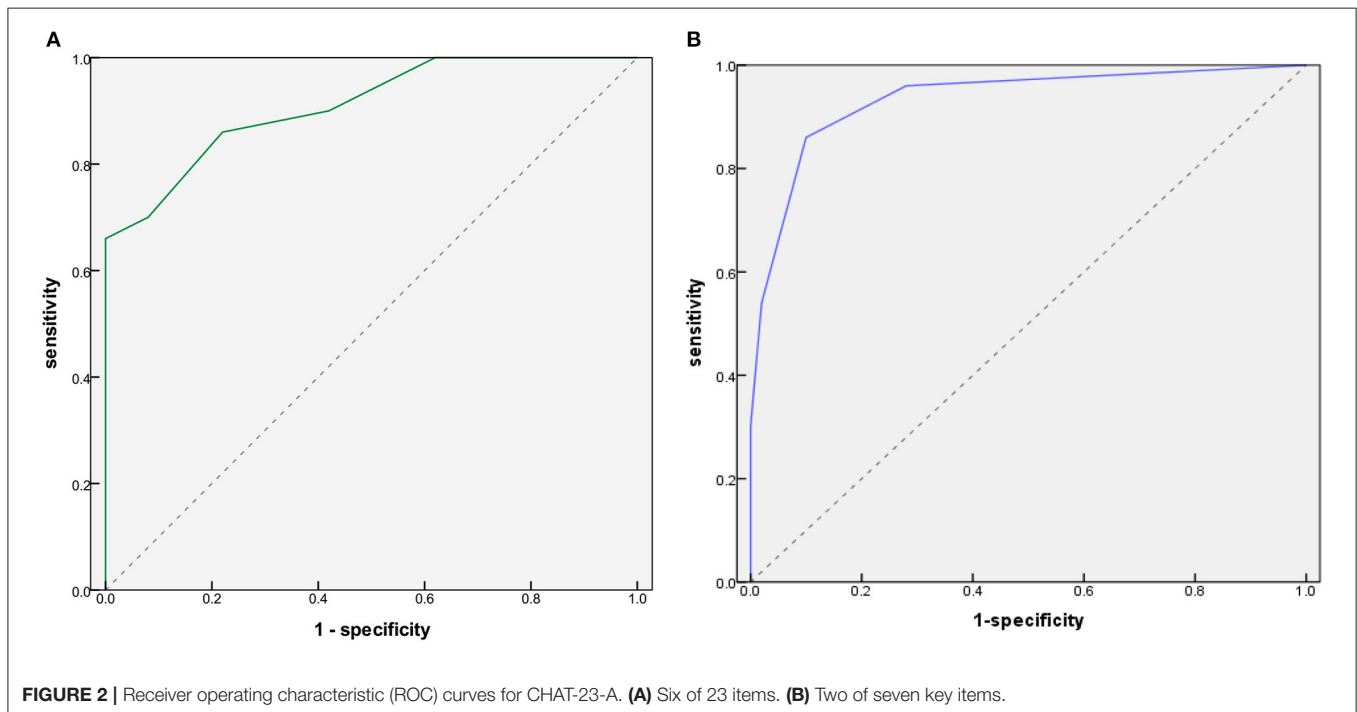 A
1.0
0.8
0.6
0.4
0.2
0.0
sensitivity
0.0 0.2 0.4 0.6 0.8 1.0
1 - specificity
B
1.0
0.8
0.6
0.4
0.2
0.0
sensitivity
0.0 0.2 0.4 0.6 0.8 1.0
1-specificity
FIGURE 2 | Receiver operating characteristic (ROC) curves for CHAT-23-A. (A) Six of 23 items. (B) Two of seven key items.